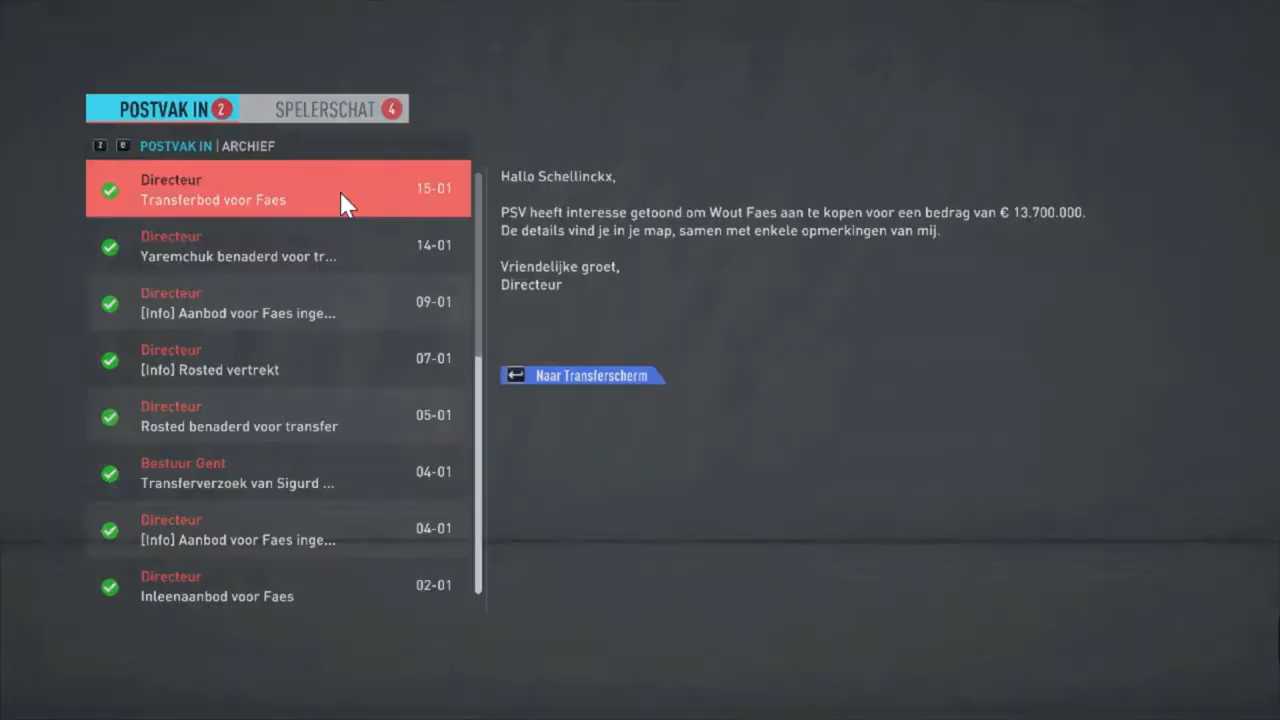 POSTVAK IN 2 SPELERSCHAT 4
z e POSTVAK IN | ARCHIEF
Directeur
Transferbod voor Faes
15-01
Directeur
Yaremchuk benaderd voor tr...
14-01
Directeur
[Info] Aanbod voor Faes inge...
09-01
Directeur
[Info] Rosted vertrekt
07-01
Directeur
Rosted benaderd voor transfer
05-01
Bestuur Gent
Transferverzoek van Sigurd ...
04-01
Directeur
[Info] Aanbod voor Faes inge...
04-01
Directeur
Inleenaanbod voor Faes
02-01
Hallo Schellinckx,
PSV heeft interesse getoond om Wout Faes aan te kopen voor een bedrag van € 13.700.000.
De details vind je in je map, samen met enkele opmerkingen van mij.
Vriendelijke groet,
Directeur
Naar Transferscherm